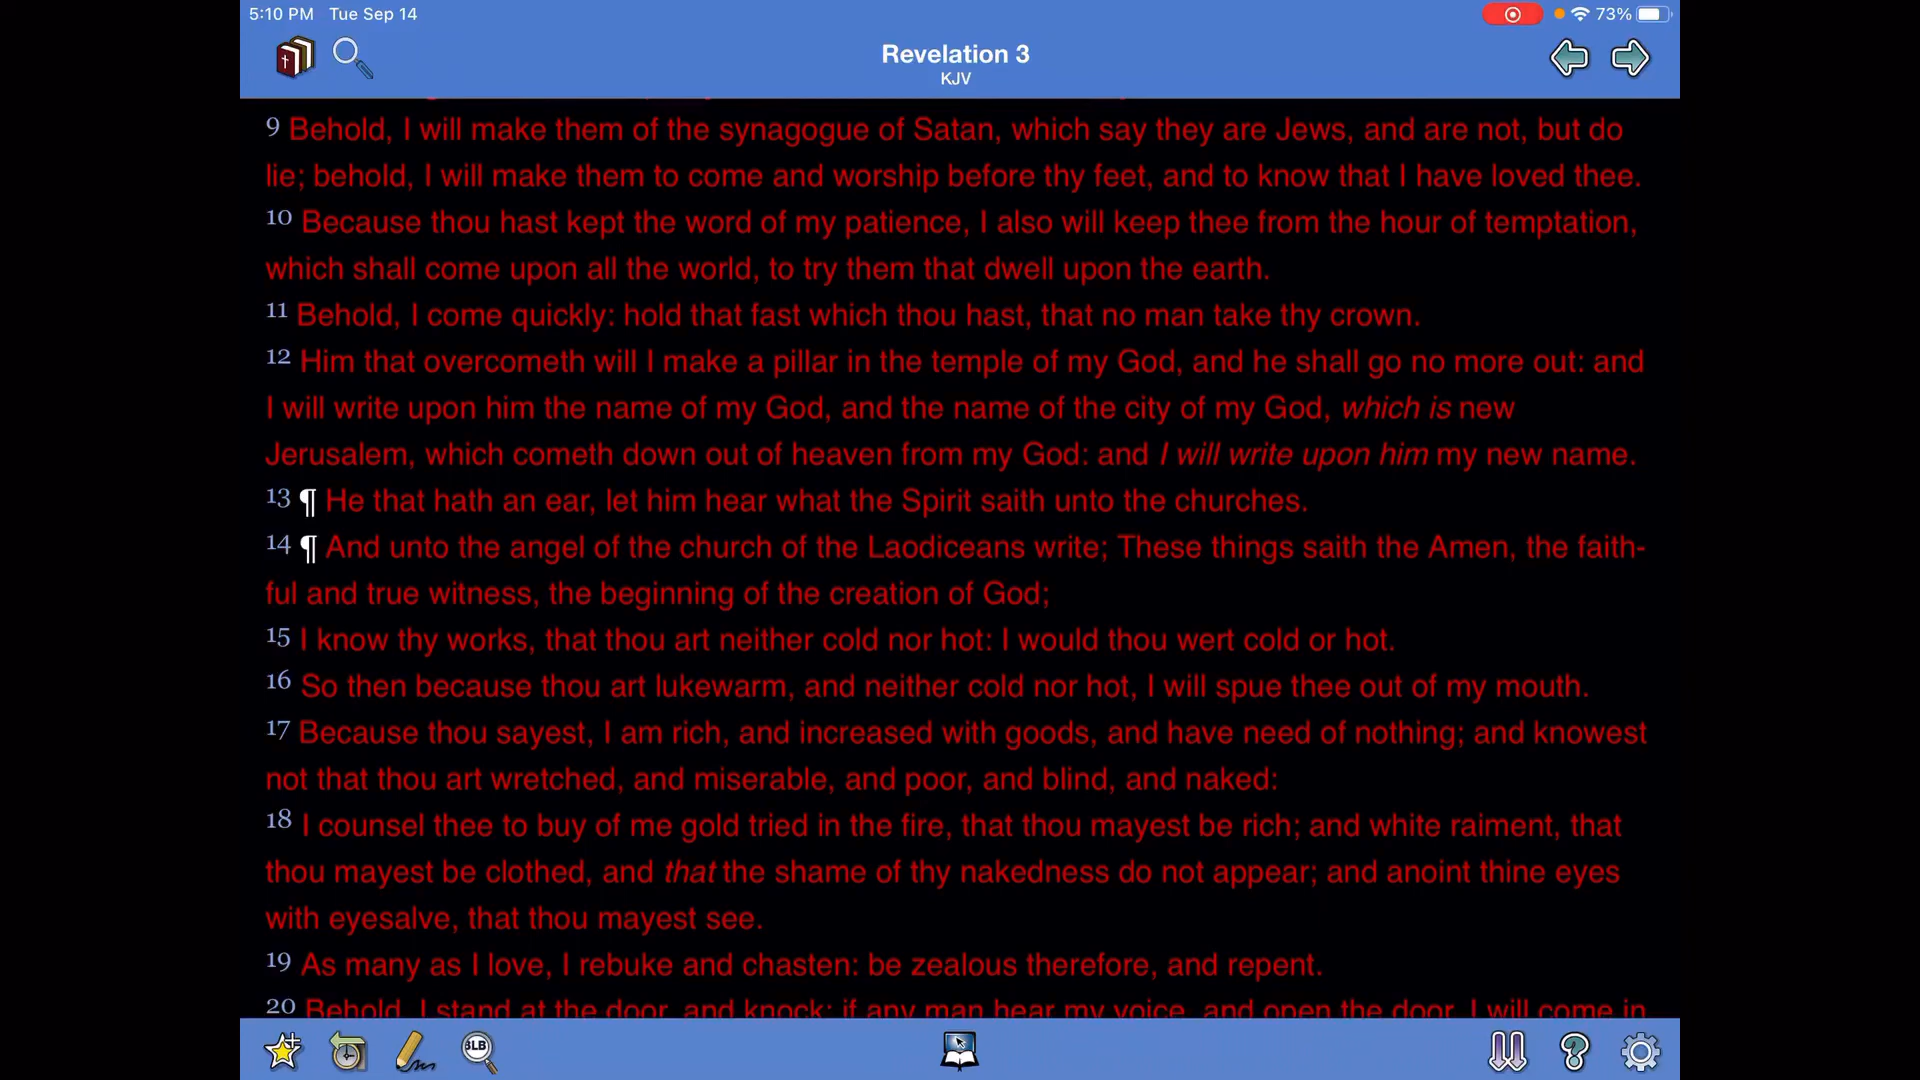 5:10 PM Tue Sep 14
73%
Revelation 3
KJV
9 Behold, I will make them of the synagogue of Satan, which say they are Jews, and are not, but do
lie; behold, I will make them to come and worship before thy feet, and to know that I have loved thee.
10 Because thou hast kept the word of my patience, I also will keep thee from the hour of temptation,
which shall come upon all the world, to try them that dwell upon the earth.
11 Behold, I come quickly: hold that fast which thou hast, that no man take thy crown.
12 Him that overcometh will I make a pillar in the temple of my God, and he shall go no more out: and
I will write upon him the name of my God, and the name of the city of my God, which is new
Jerusalem, which cometh down out of heaven from my God: and I will write upon him my new name.
13 ¶ He that hath an ear, let him hear what the Spirit saith unto the churches.
14 ¶ And unto the angel of the church of the Laodiceans write; These things saith the Amen, the faith-
ful and true witness, the beginning of the creation of God;
15 I know thy works, that thou art neither cold nor hot: I would thou wert cold or hot.
16 So then because thou art lukewarm, and neither cold nor hot, I will spue thee out of my mouth.
17 Because thou sayest, I am rich, and increased with goods, and have need of nothing; and knowest
not that thou art wretched, and miserable, and poor, and blind, and naked:
18 I counsel thee to buy of me gold tried in the fire, that thou mayest be rich; and white raiment, that
thou mayest be clothed, and that the shame of thy nakedness do not appear; and anoint thine eyes
with eyesalve, that thou mayest see.
19 As many as I love, I rebuke and chasten: be zealous therefore, and repent.
20 Behold, I stand at the door, and knock: if any man hear my voice, and open the door, I will come in
BLB